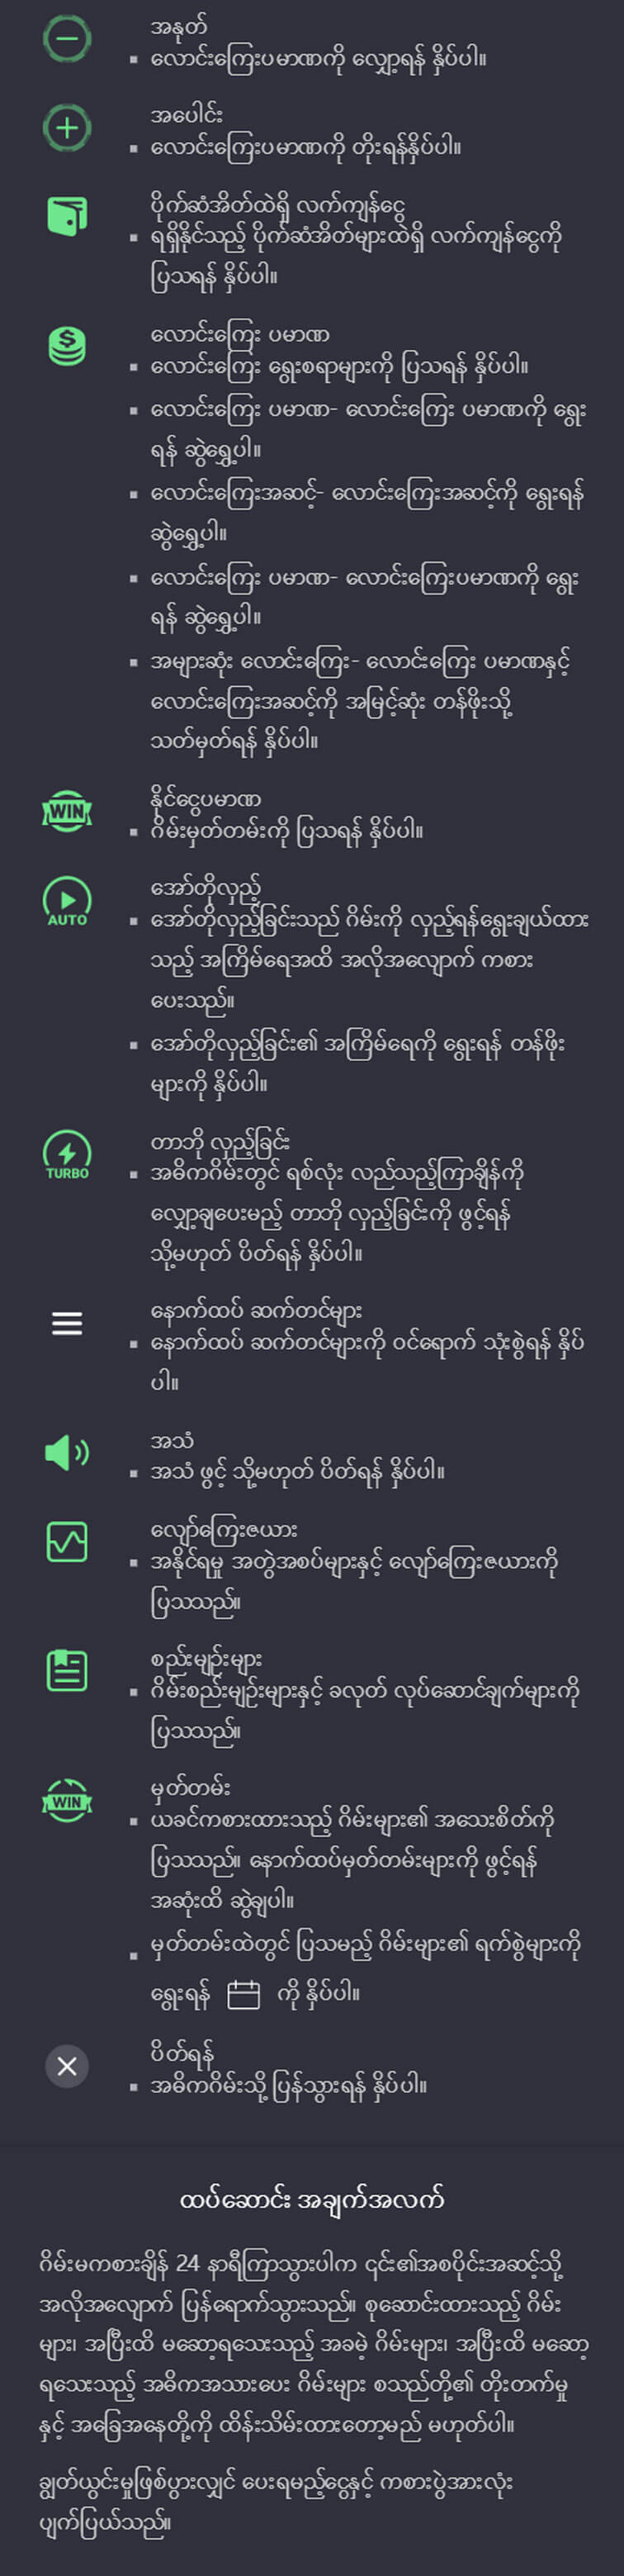 အနုတ်
▪ လောင်းကြေးပမာဏကို လျှော့ရန် နှိပ်ပါ။
အပေါင်း
▪ လောင်းကြေးပမာဏကို တိုးရန်နှိပ်ပါ။
ပိုက်ဆံအိတ်ထဲရှိ လက်ကျန်ငွေ
▪ ရရှိနိုင်သည့် ပိုက်ဆံအိတ်များထဲရှိ လက်ကျန်ငွေကို
ပြသရန် နှိပ်ပါ။
လောင်းကြေး ပမာဏ
▪ လောင်းကြေး ရွေးစရာများကို ပြသရန် နှိပ်ပါ။
▪ လောင်းကြေး ပမာဏ- လောင်းကြေး ပမာဏကို ရွေး
ရန် ဆွဲရွှေ့ပါ။
▪ လောင်းကြေးအဆင့်- လောင်းကြေးအဆင့်ကို ရွေးရန်
ဆွဲရွှေ့ပါ။
▪ လောင်းကြေး ပမာဏ- လောင်းကြေးပမာဏကို ရွေး
ရန် ဆွဲရွှေ့ပါ။
▪ အများဆုံး လောင်းကြေး- လောင်းကြေး ပမာဏနှင့်
လောင်းကြေးအဆင့်ကို အမြင့်ဆုံး တန်ဖိုးသို့
သတ်မှတ်ရန် နှိပ်ပါ။
WIN
နိုင်ငွေပမာဏ
▪ ဂိမ်းမှတ်တမ်းကို ပြသရန် နှိပ်ပါ။
AUTO
အော်တိုလှည့်
▪ အော်တိုလှည့်ခြင်းသည် ဂိမ်းကို လှည့်ရန်ရွေးချယ်ထား
သည့် အကြိမ်ရေအထိ အလိုအလျောက် ကစား
ပေးသည်။
▪ အော်တိုလှည့်ခြင်း၏ အကြိမ်ရေကို ရွေးရန် တန်ဖိုး
များကို နှိပ်ပါ။
TURBO
တာဘို လှည့်ခြင်း
▪ အဓိကဂိမ်းတွင် ရစ်လုံး လည်သည့်ကြာချိန်ကို
လျှော့ချပေးမည့် တာဘို လှည့်ခြင်းကို ဖွင့်ရန်
သို့မဟုတ် ပိတ်ရန် နှိပ်ပါ။
နောက်ထပ် ဆက်တင်များ
▪ နောက်ထပ် ဆက်တင်များကို ဝင်ရောက် သုံးစွဲရန် နှိပ်
ပါ။
အသံ
▪ အသံ ဖွင့် သို့မဟုတ် ပိတ်ရန် နှိပ်ပါ။
လျော်ကြေးဇယား
▪ အနိုင်ရမှု အတွဲအစပ်များနှင့် လျော်ကြေးဇယားကို
ပြသသည်။
စည်းမျဉ်းများ
▪ ဂိမ်းစည်းမျဉ်းများနှင့် ခလုတ် လုပ်ဆောင်ချက်များကို
ပြသသည်။
WIN
မှတ်တမ်း
▪ ယခင်ကစားထားသည့် ဂိမ်းများ၏ အသေးစိတ်ကို
ပြသသည်။ နောက်ထပ်မှတ်တမ်းများကို ဖွင့်ရန်
အဆုံးထိ ဆွဲချပါ။
▪ မှတ်တမ်းထဲတွင် ပြသမည့် ဂိမ်းများ၏ ရက်စွဲများကို
ရွေးရန် ကို နှိပ်ပါ။
ပိတ်ရန်
▪ အဓိကဂိမ်းသို့ ပြန်သွားရန် နှိပ်ပါ။
ထပ်ဆောင်း အချက်အလက်
ဂိမ်းမကစားချိန် 24 နာရီကြာသွားပါက ၎င်း၏အစပိုင်းအဆင့်သို့
အလိုအလျောက် ပြန်ရောက်သွားသည်။ စုဆောင်းထားသည့် ဂိမ်း
များ၊ အပြီးထိ မဆော့ရသေးသည့် အခမဲ့ ဂိမ်းများ၊ အပြီးထိ မဆော့
ရသေးသည့် အဓိကအသားပေး ဂိမ်းများ စသည်တို့၏ တိုးတက်မှု
နှင့် အခြေအနေတို့ကို ထိန်းသိမ်းထားတော့မည် မဟုတ်ပါ။
ချွတ်ယွင်းမှုဖြစ်ပွားလျှင် ပေးရမည့်ငွေနှင့် ကစားပွဲအားလုံး
ပျက်ပြယ်သည်။